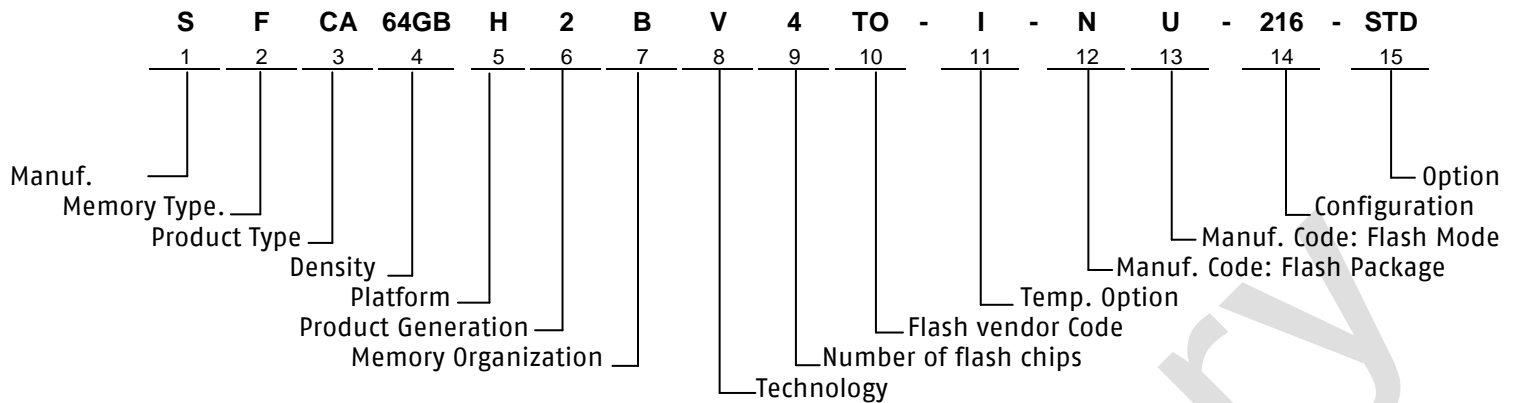 S F CA 64GB H 2 B V 4 TO - I - N U - 216 - STD
1 2 3 4 5 6 7 8 9 10 11 12 13 14 15
Manuf. Option
Memory Type. Configuration
Product Type Manuf. Code: Flash Mode
Density Manuf. Code: Flash Package
Platform Temp. Option
Product Generation Flash vendor Code
Memory Organization Number of flash chips
Technology
ry